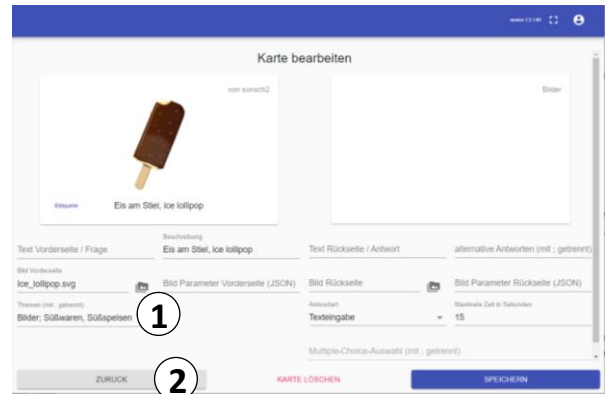 Karte bearbeiten
von sonsch2
Bilder
Bildquelle
Eis am Stiel, ice lollipop
Text Vorderseite / Frage
Beschreibung
Eis am Stiel, ice lollipop
Text Rückseite / Antwort
alternative Antworten (mit ; getrennt)
Bild Vorderseite
Ice_lollipop.svg
Bild Parameter Vorderseite (JSON)
Bild Rückseite
Bild Parameter Rückseite (JSON)
Themen (mit ; getrennt)
Bilder; Süßwaren, Süßspeisen
1
Antwortart
Texteingabe
Maximale Zeit in Sekunden
15
Multiple-Choice-Auswahl (mit ; getrennt)
ZURÜCK
2
KARTE LÖSCHEN
SPEICHERN